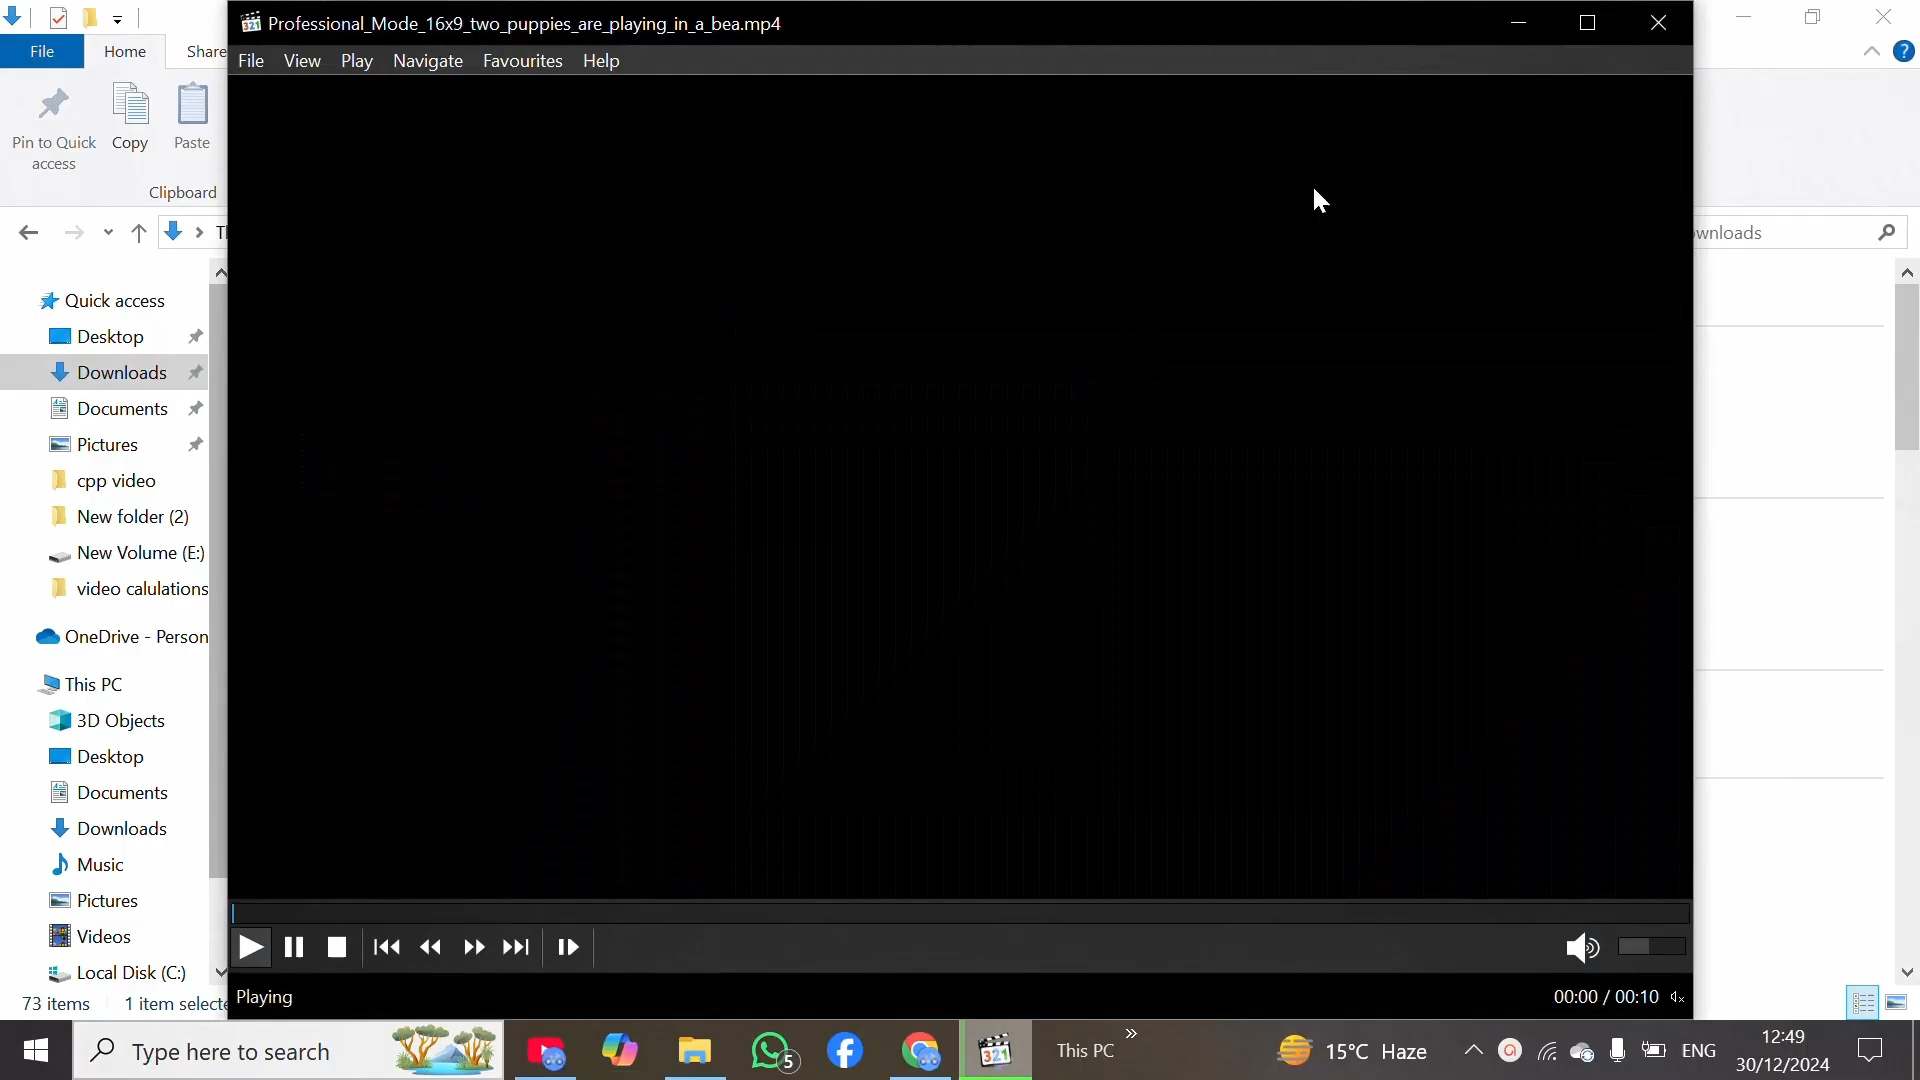 Professional_Mode_16x9_two_puppies_are_playing_in_a_bea.mp4
File View Play Navigate Favourites Help
File Home Share
Pin to Quick access
Copy
Paste
Clipboard
wnloads
Quick access
Desktop
Downloads
Documents
Pictures
cpp video
New folder (2)
New Volume (E:)
video calulations
OneDrive - Person
This PC
3D Objects
Desktop
Documents
Downloads
Music
Pictures
Videos
Local Disk (C:)
73 items 1 item selecte
Playing
00:00 / 00:10
Type here to search
5
321
This PC
15°C Haze
ENG
12:49
30/12/2024